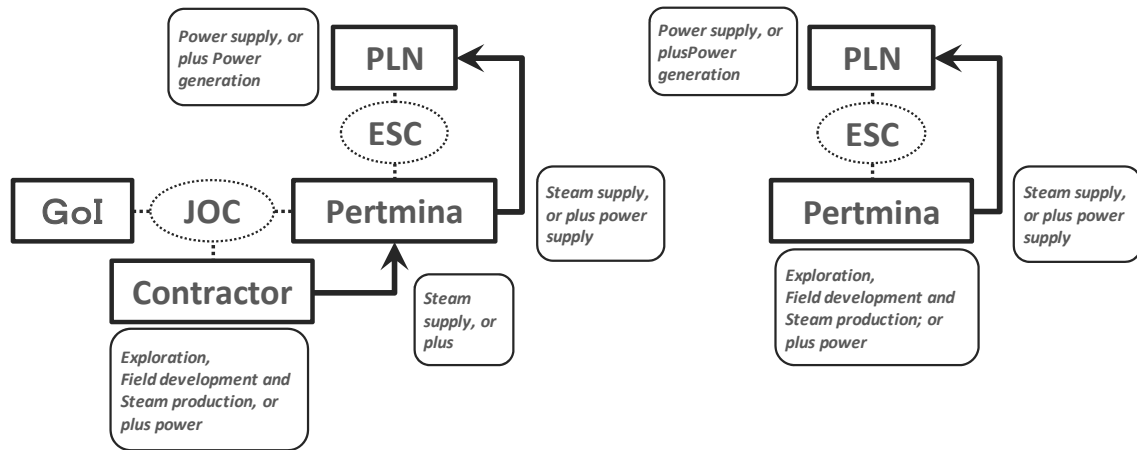 Power supply, or
plus Power
generation
PLN
ESC
GoI
JOC
Pertmina
Steam supply,
or plus power
supply
Contractor
Steam
supply, or
plus
Exploration,
Field development and
Steam production, or
plus power
Power supply, or
plusPower
generation
PLN
ESC
Pertmina
Steam supply,
or plus power
supply
Exploration,
Field development and
Steam production; or
plus power